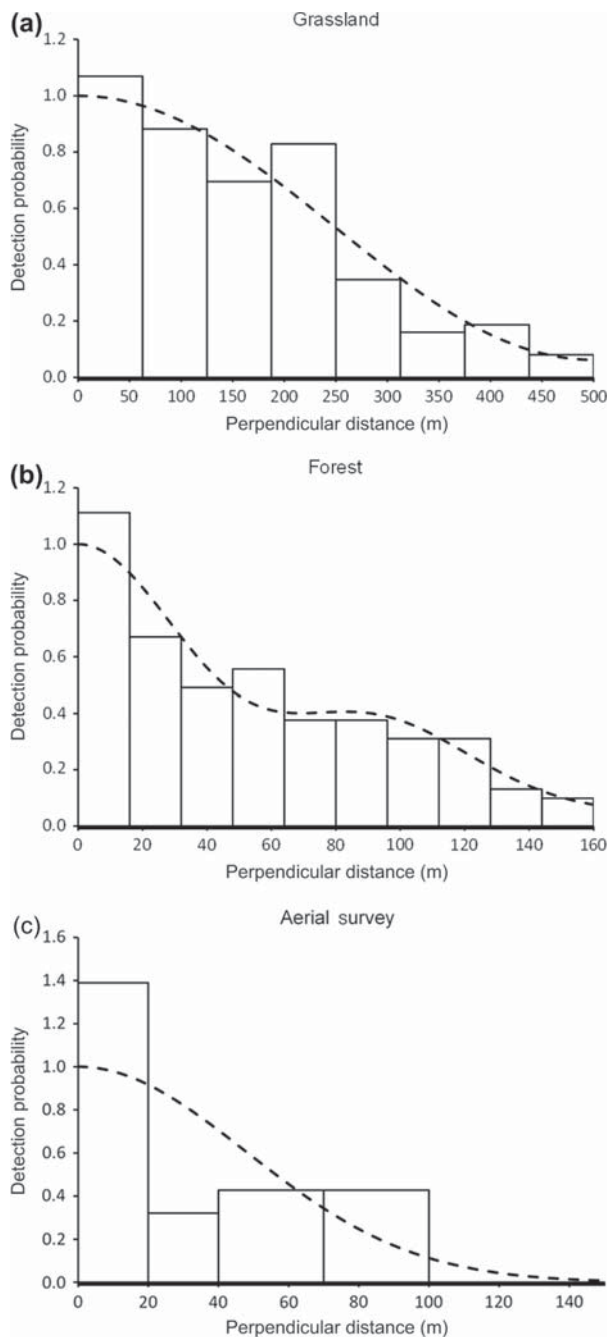 (a) Grassland
1.2
1.0
0.8
0.6
0.4
0.2
0.0
Detection probability
0 50 100 150 200 250 300 350 400 450 500
Perpendicular distance (m)
(b) Forest
1.2
1.0
0.8
0.6
0.4
0.2
0.0
Detection probability
0 20 40 60 80 100 120 140 160
Perpendicular distance (m)
(c) Aerial survey
1.6
1.4
1.2
1.0
0.8
0.6
0.4
0.2
0.0
Detection probability
0 20 40 60 80 100 120 140
Perpendicular distance (m)